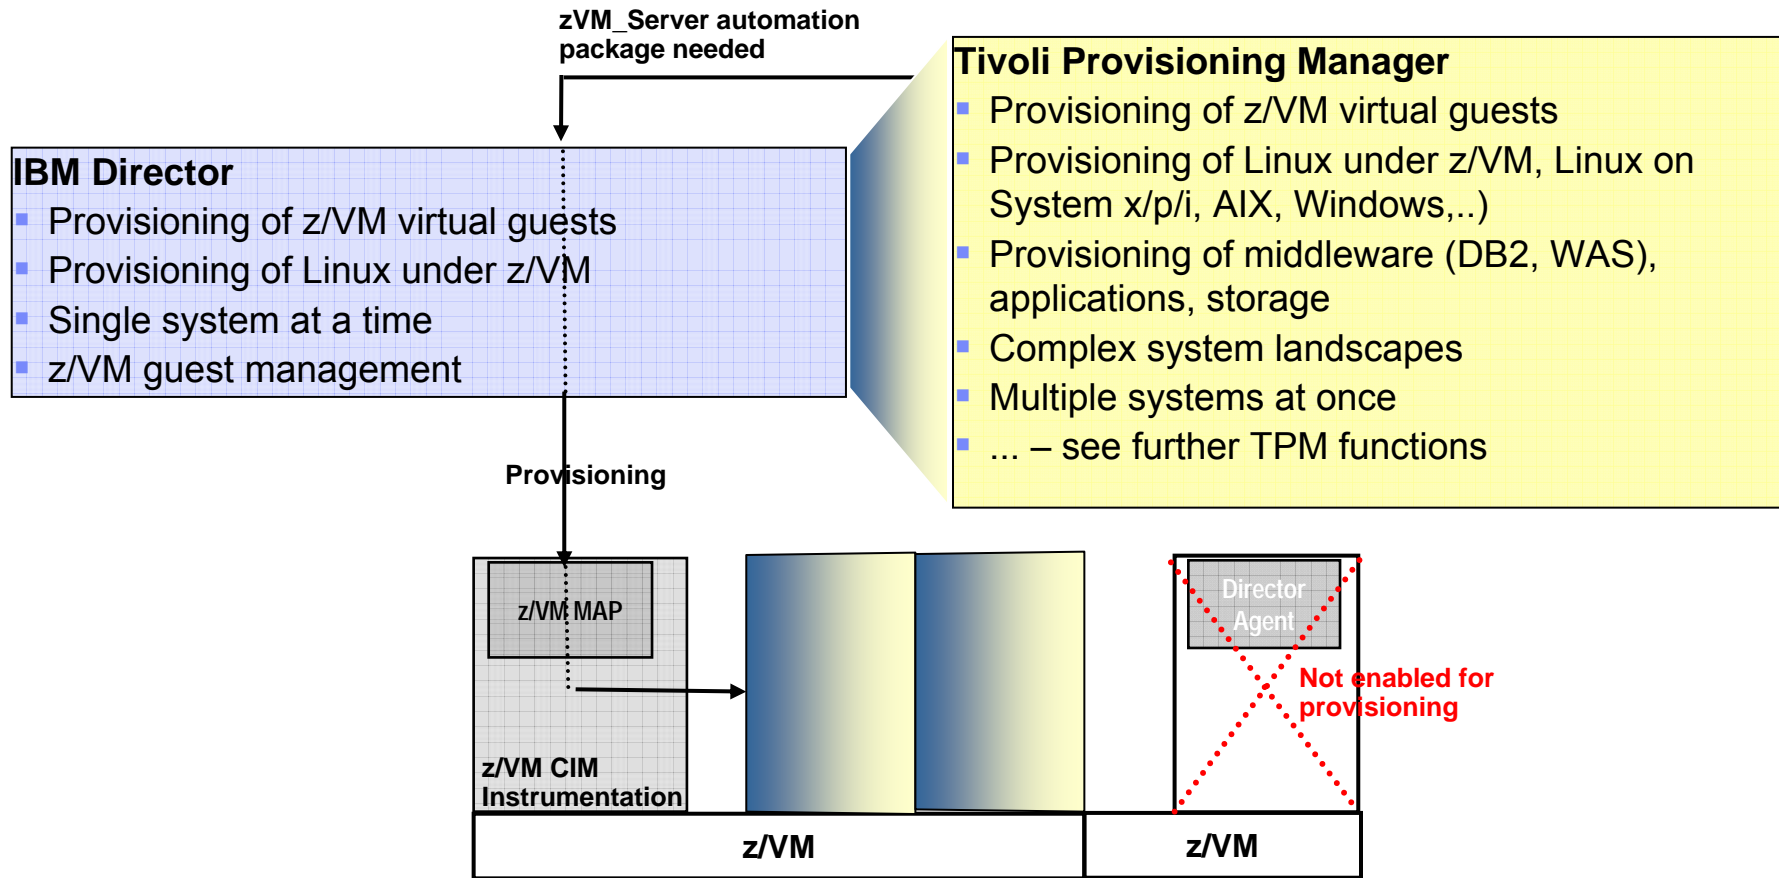 zVM_Server automation
package needed
Tivoli Provisioning Manager
Provisioning of z/VM virtual guests
Provisioning of Linux under z/VM, Linux on
System x/p/i, AIX, Windows,..)
Provisioning of middleware (DB2, WAS),
applications, storage
Complex system landscapes
Multiple systems at once
... – see further TPM functions
IBM Director
Provisioning of z/VM virtual guests
Provisioning of Linux under z/VM
Single system at a time
z/VM guest management
Provisioning
z/VM MAP
z/VM CIM
Instrumentation
Director
Agent
Not enabled for
provisioning
z/VM
z/VM